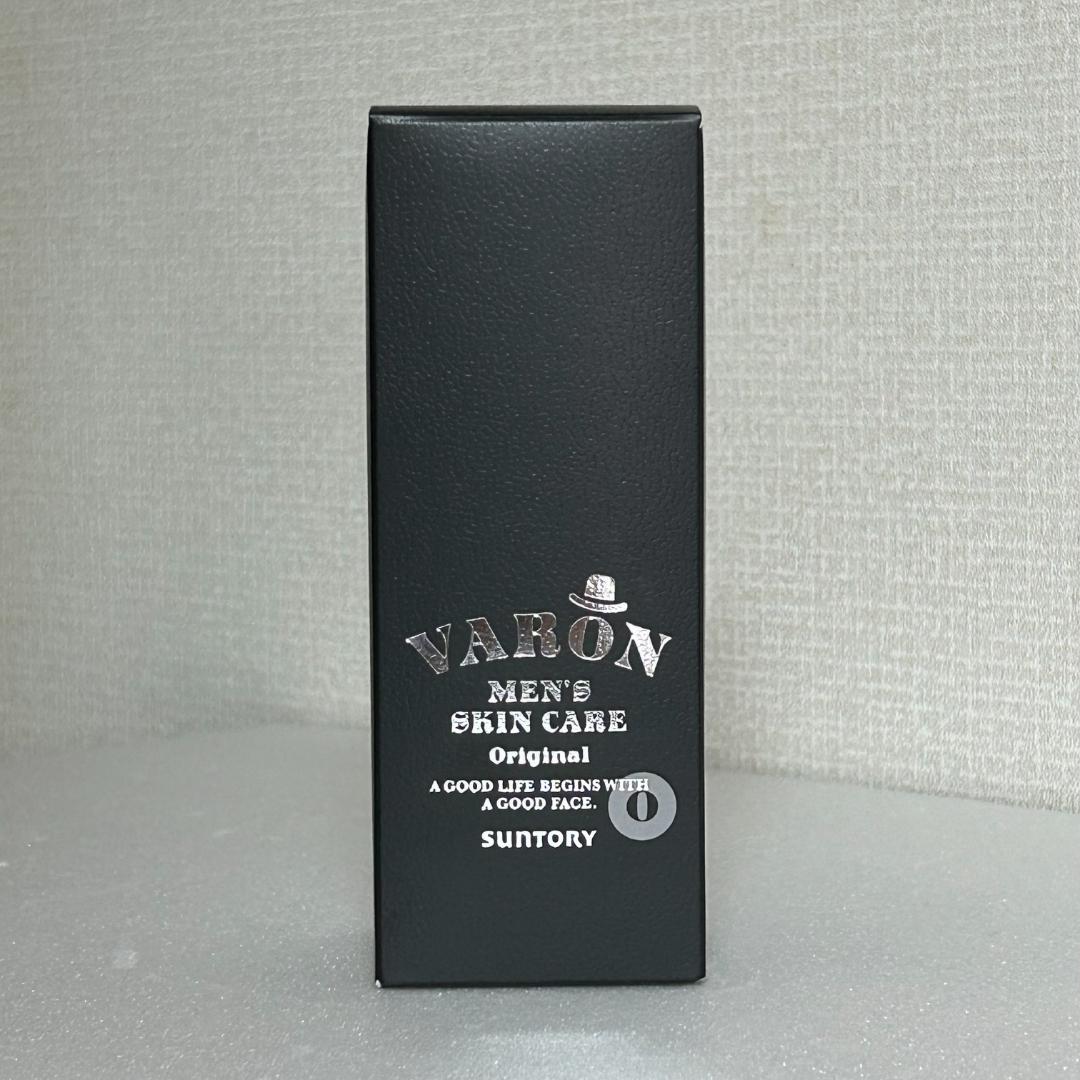 VARON
MEN'S
SKIN CARE
Original
A GOOD LIFE BEGINS WITH
A GOOD FACE.
O
SUNTORY